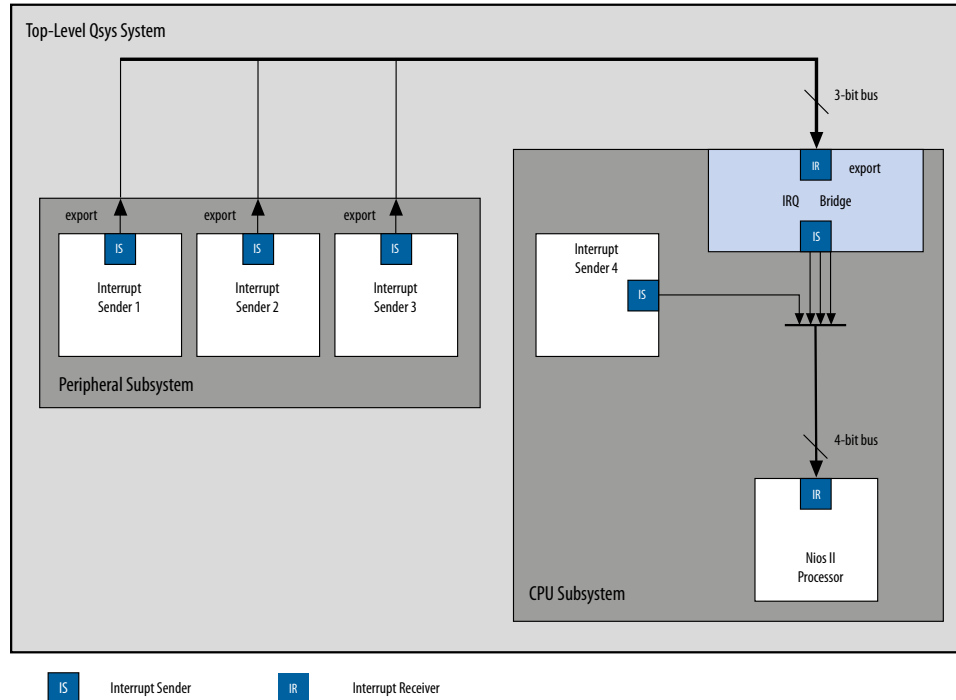 Top-Level Qsys System
3-bit bus
IR
export
IRQ Bridge
IS
export
export
export
IS
IS
IS
Interrupt
Sender 1
Interrupt
Sender 2
Interrupt
Sender 3
Peripheral Subsystem
Interrupt
Sender 4
IS
4-bit bus
IR
Nios II
Processor
CPU Subsystem
IS
Interrupt Sender
IR
Interrupt Receiver